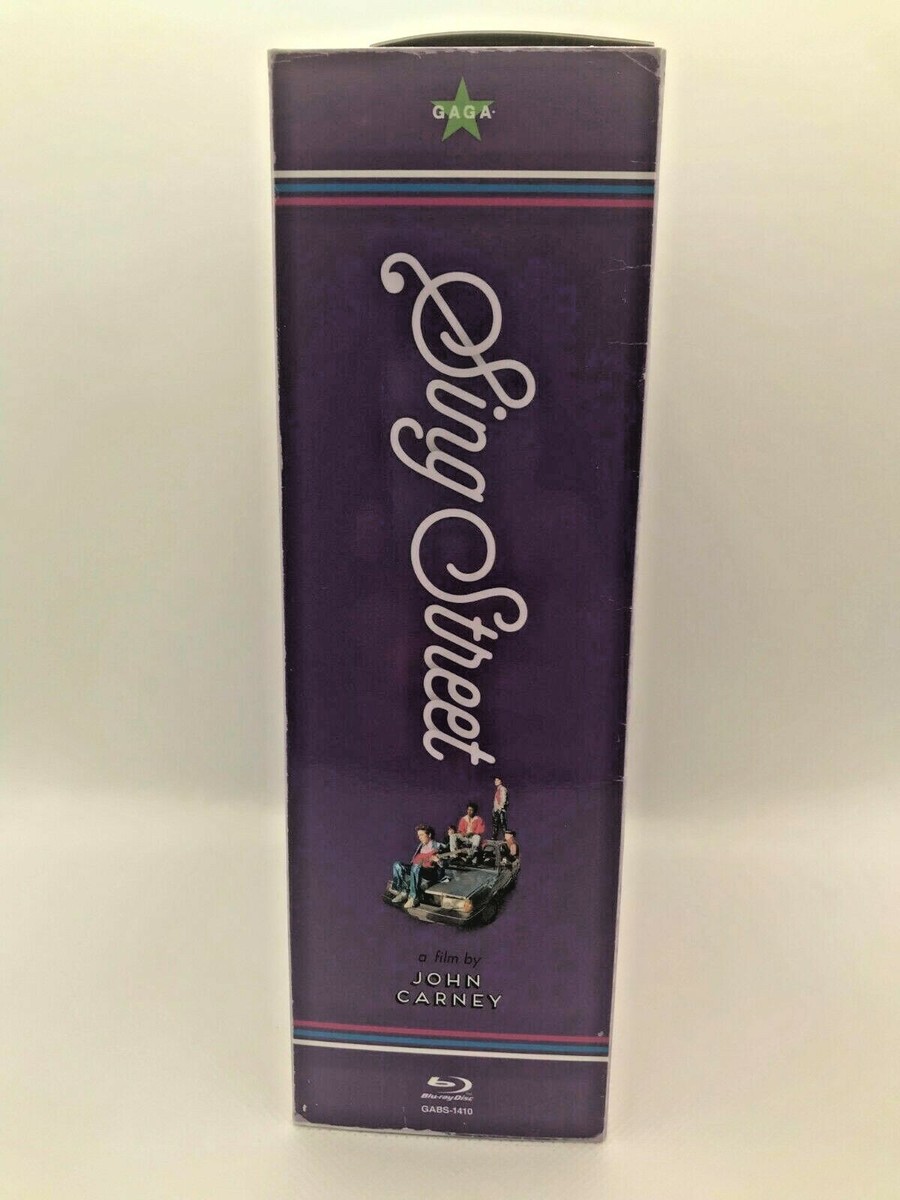 GAGA
Sing Street
a film by
JOHN
CARNEY
Blu-ray Disc
GABS-1410